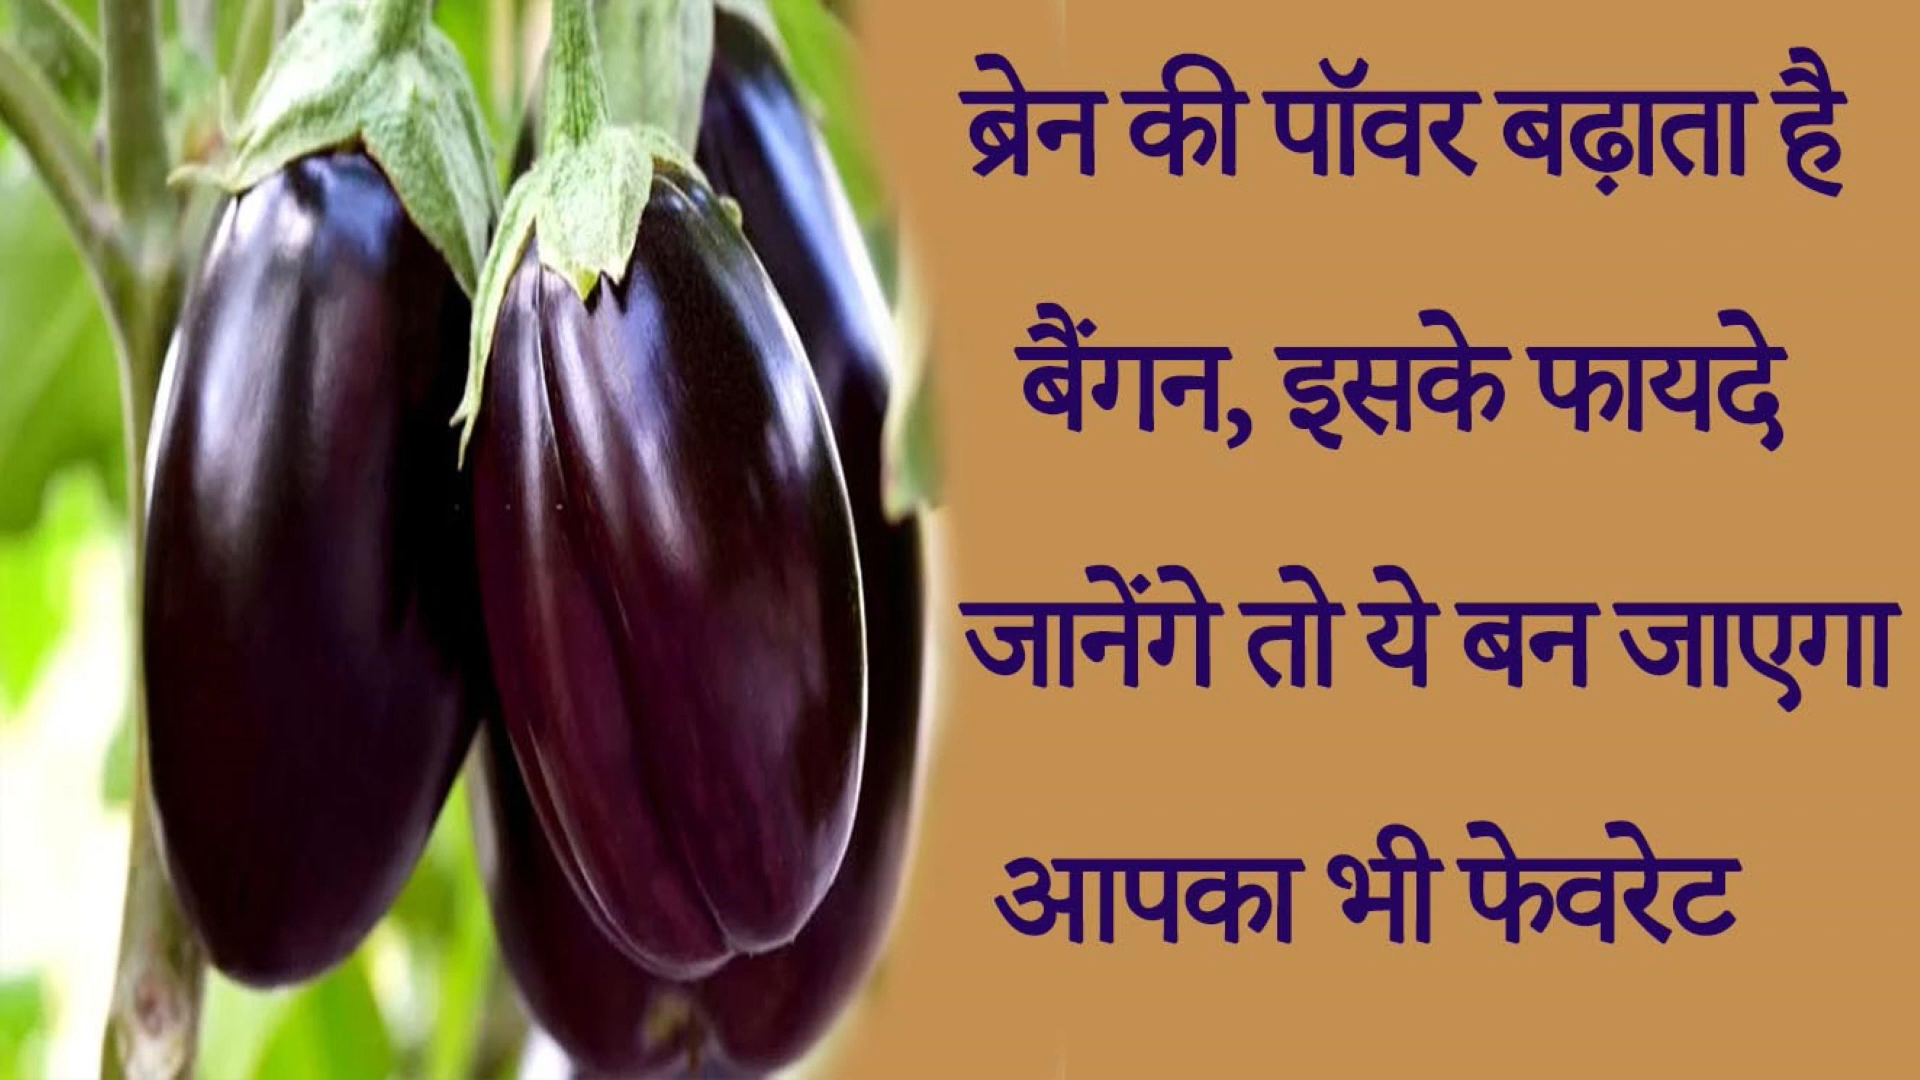 ब्रेन की पॉवर बढ़ाता है
बैंगन, इसके फायदे
जानेंगे तो ये बन जाएगा
आपका भी फेवरेट